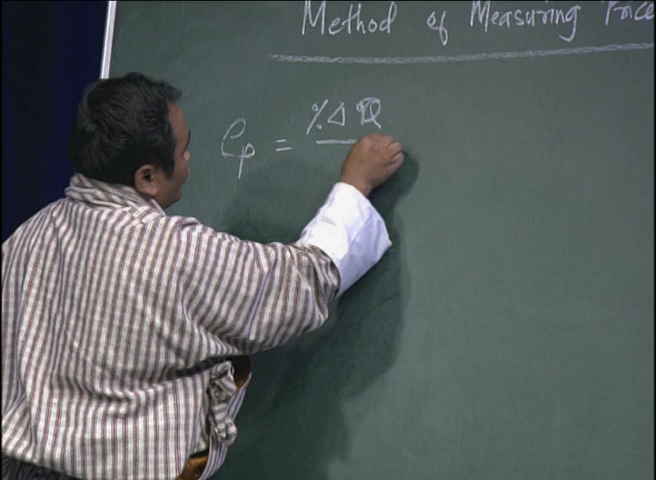 Method of Measuring Price
ep = %ΔQ